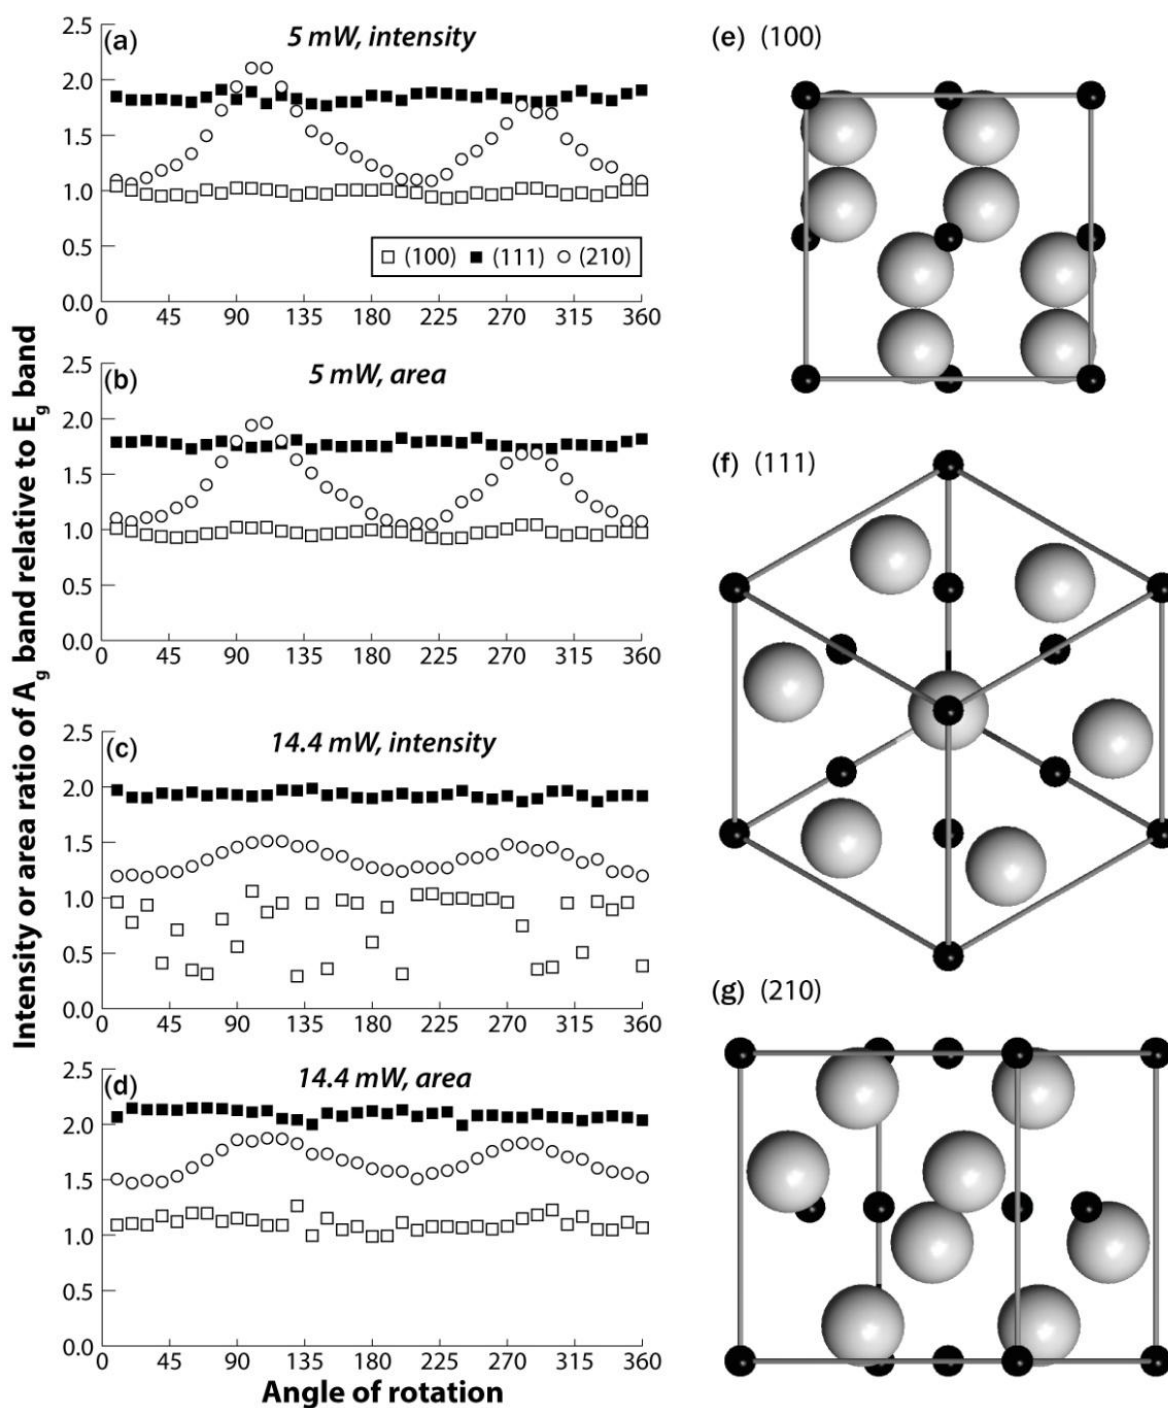 Intensity or area ratio of A_g band relative to E_g band
(a) 5 mW, intensity
2.5
2.0
1.5
1.0
0.5
0.0
□ (100) ■ (111) ○ (210)
0 45 90 135 180 225 270 315 360
(b) 5 mW, area
2.5
2.0
1.5
1.0
0.5
0.0
0 45 90 135 180 225 270 315 360
(c) 14.4 mW, intensity
2.5
2.0
1.5
1.0
0.5
0.0
0 45 90 135 180 225 270 315 360
(d) 14.4 mW, area
2.5
2.0
1.5
1.0
0.5
0.0
0 45 90 135 180 225 270 315 360
Angle of rotation
(e) (100)
(f) (111)
(g) (210)